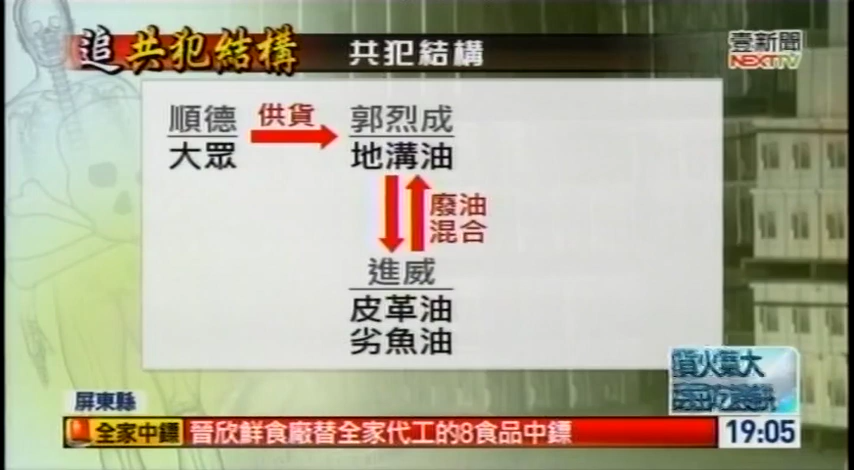 追共犯結構
共犯結構
壹新聞
NEXTTV
順德
大眾
供貨
郭烈成
地溝油
廢油
混合
進威
皮革油
劣魚油
屏東縣
全家中鏢
晉欣鮮食廠替全家代工的8食品中鏢
19:05